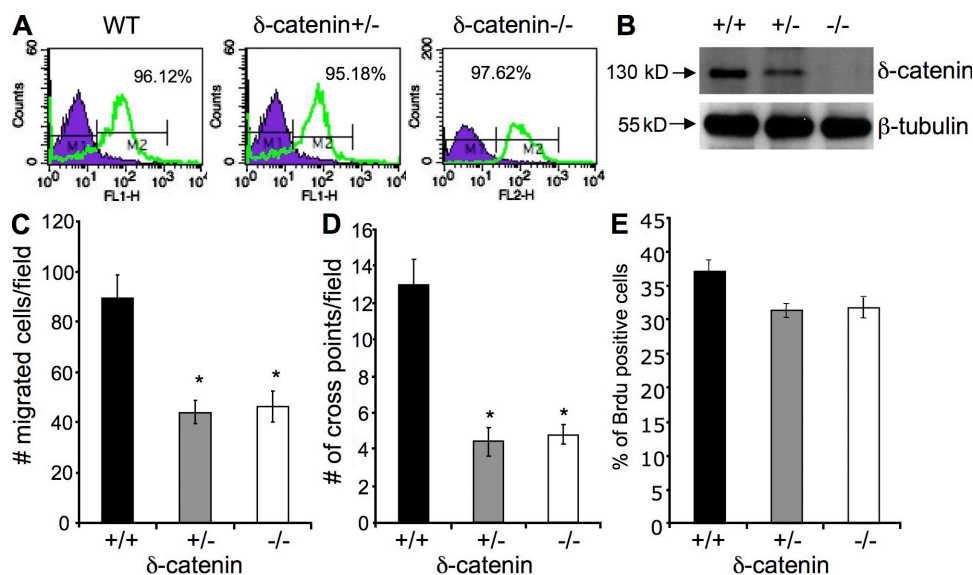 A
WT
δ-catenin+/-
δ-catenin-/-
60
96.12%
Counts
M1
M2
0
10⁰ 10¹ 10² 10³ 10⁴
FL1-H
60
95.18%
Counts
M1
M2
0
10⁰ 10¹ 10² 10³ 10⁴
FL1-H
200
97.62%
Counts
M1
M2
0
10⁰ 10¹ 10² 10³ 10⁴
FL2-H
B
+/+ +/- -/-
130 kD
δ-catenin
55kD
β-tubulin
C
# migrated cells/field
120
100
80
60
40
20
0
* *
+/+ +/- -/-
δ-catenin
D
# of cross points/field
16
14
12
10
8
6
4
2
0
* *
+/+ +/- -/-
δ-catenin
E
% of Brdu positive cells
45
40
35
30
25
20
15
10
5
0
+/+ +/- -/-
δ-catenin